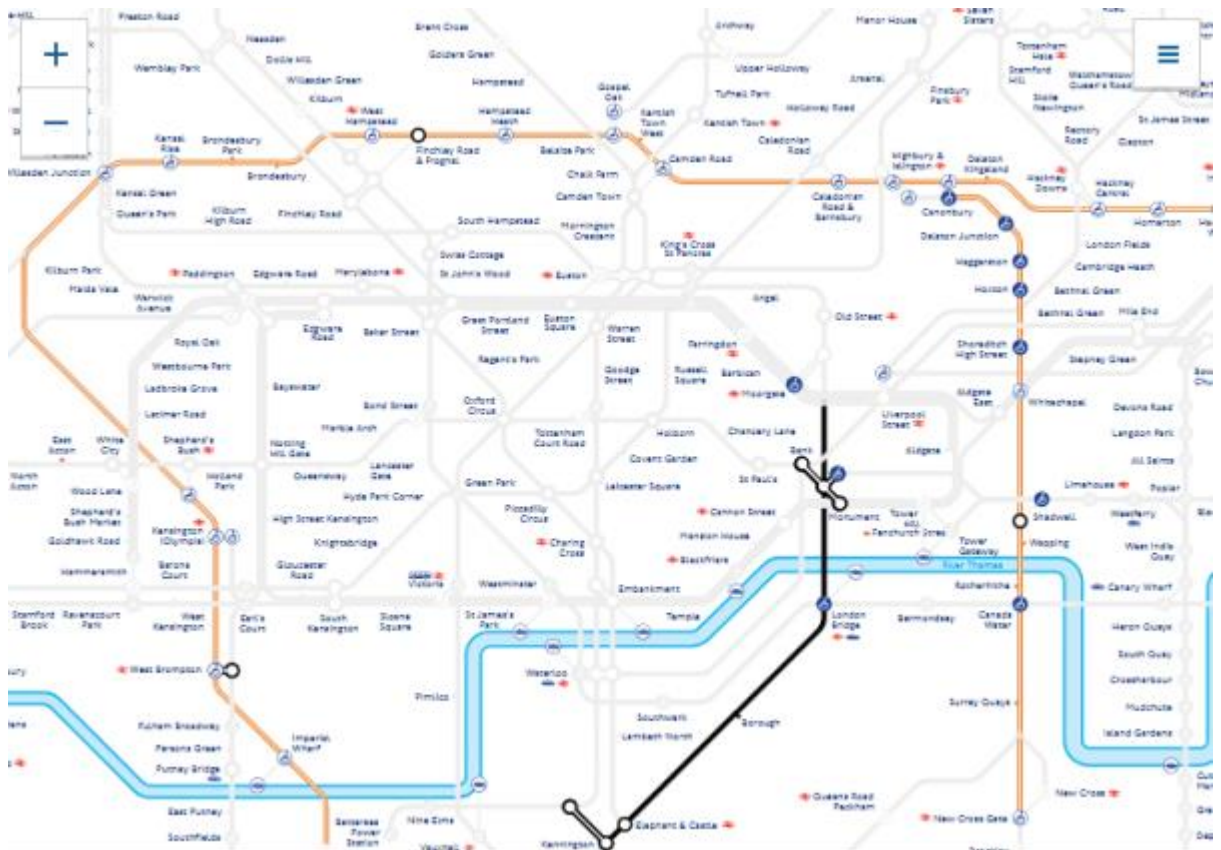 Preston Road
Brent Cross
Manor House
Seven
Sisters
Neasden
Dollis Hill
Willesden Green
Kilburn
Wembley Park
Golders Green
Hampstead
Archway
Upper Holloway
Tufnell Park
Kentish Town
Holloway Road
Caledonian
Road
Arsenal
Finsbury
Park
Tottenham
Hale
Stamford
Hill
Walthamstow
Queen's Road
Stoke
Newington
St James Street
Rectory
Road
Clapton
Gospel
Oak
Kentish
Town
West
West
Hampstead
Hampstead
Heath
Finchley Road
& Frognal
Belsize Park
Chalk Farm
Camden Town
Camden Road
Mornington
Crescent
Kensal
Rise
Brondesbury
Park
Brondesbury
Willesden Junction
Kensal Green
Queen's Park
Kilburn
High Road
Finchley Road
South Hampstead
Swiss Cottage
St John's Wood
Highbury &
Islington
Dalston
Kingsland
Hackney
Downs
Hackney
Central
Homerton
Caledonian
Road &
Barnsbury
Canonbury
Dalston Junction
London Fields
Haggerston
Cambridge Heath
Hoxton
Bethnal Green
Bethnal Green
Mile End
Kilburn Park
Maida Vale
Warwick
Avenue
Paddington
Edgware Road
Marylebone
Euston
King's Cross
St Pancras
Angel
Old Street
Royal Oak
Westbourne Park
Ladbroke Grove
Latimer Road
Edgware
Road
Baker Street
Great Portland
Street
Euston
Square
Warren
Street
Regent's Park
Goodge
Street
Russell
Square
Farringdon
Barbican
Moorgate
Shoreditch
High Street
Stepney Green
Aldgate
East
Whitechapel
Liverpool
Street
Aldgate
Bayswater
Bond Street
Oxford
Circus
Marble Arch
Tottenham
Court Road
Holborn
Chancery Lane
Covent Garden
Leicester Square
St Paul's
Bank
Devons Road
Langdon Park
All Saints
Limehouse
Poplar
East
Acton
White
City
Shepherd's
Bush
Notting
Hill Gate
Lancaster
Gate
Queensway
Holland
Park
North
Acton
Wood Lane
Shepherd's
Bush Market
Goldhawk Road
Hammersmith
Kensington
(Olympia)
Barons
Court
High Street Kensington
Hyde Park Corner
Knightsbridge
Gloucester
Road
Green Park
Piccadilly
Circus
Charing
Cross
Cannon Street
Mansion House
Blackfriars
Monument
Tower
Hill
Fenchurch Street
Tower
Gateway
Shadwell
Wapping
Westferry
West India
Quay
Canary Wharf
River Thames
Rotherhithe
Victoria
Westminster
Embankment
Temple
Stamford
Brook
Ravenscourt
Park
West
Kensington
Earl's
Court
South
Kensington
Sloane
Square
St James's
Park
London
Bridge
Bermondsey
Canada
Water
Heron Quays
South Quay
Crossharbour
Mudchute
Island Gardens
West Brompton
Pimlico
Waterloo
Southwark
Lambeth North
Borough
Surrey Quays
Fulham Broadway
Parsons Green
Putney Bridge
East Putney
Southfields
Imperial
Wharf
Battersea
Power
Station
Nine Elms
Vauxhall
Kennington
Elephant & Castle
Queens Road
Peckham
New Cross
New Cross Gate